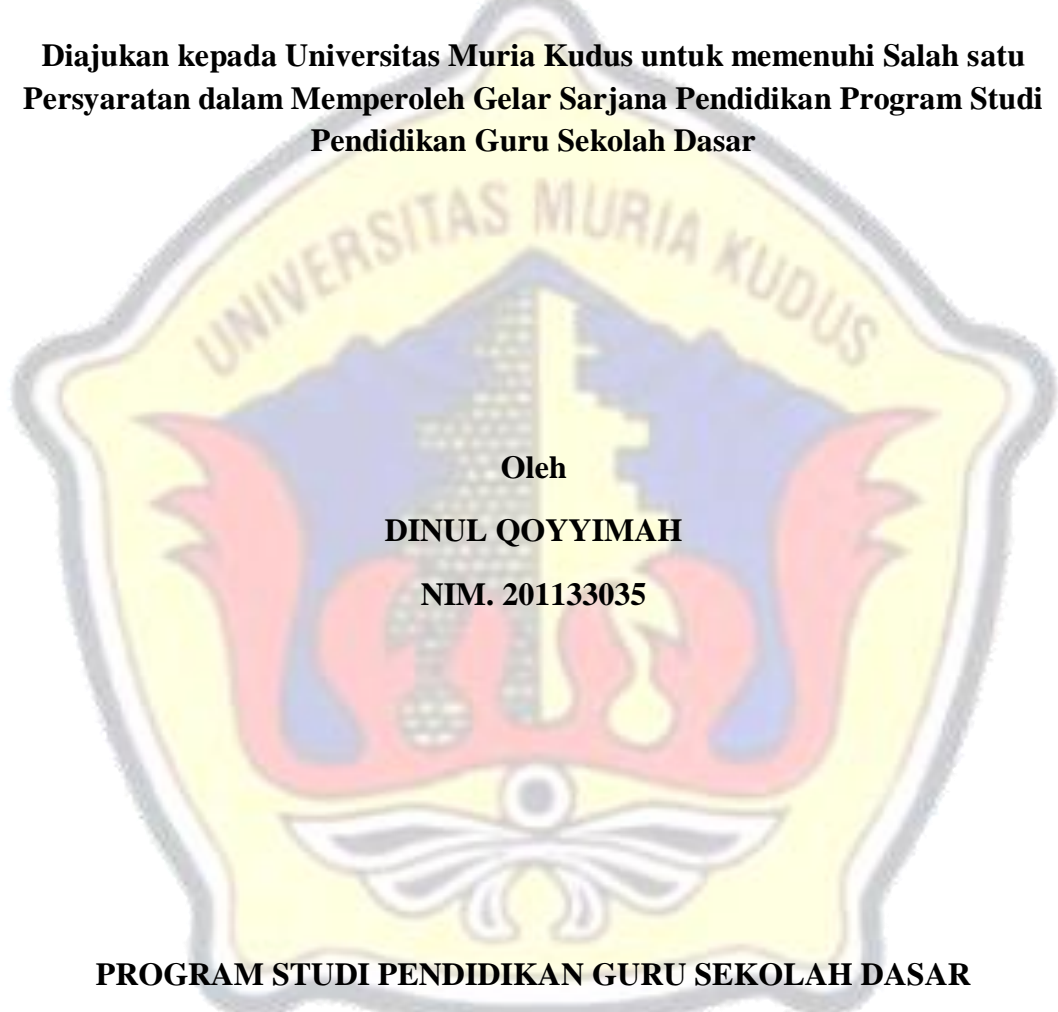 Diajukan kepada Universitas Muria Kudus untuk memenuhi Salah satu
Persyaratan dalam Memperoleh Gelar Sarjana Pendidikan Program Studi
Pendidikan Guru Sekolah Dasar
UNIVERSITAS MURIA KUDUS
Oleh
DINUL QOYYIMAH
NIM. 201133035
PROGRAM STUDI PENDIDIKAN GURU SEKOLAH DASAR